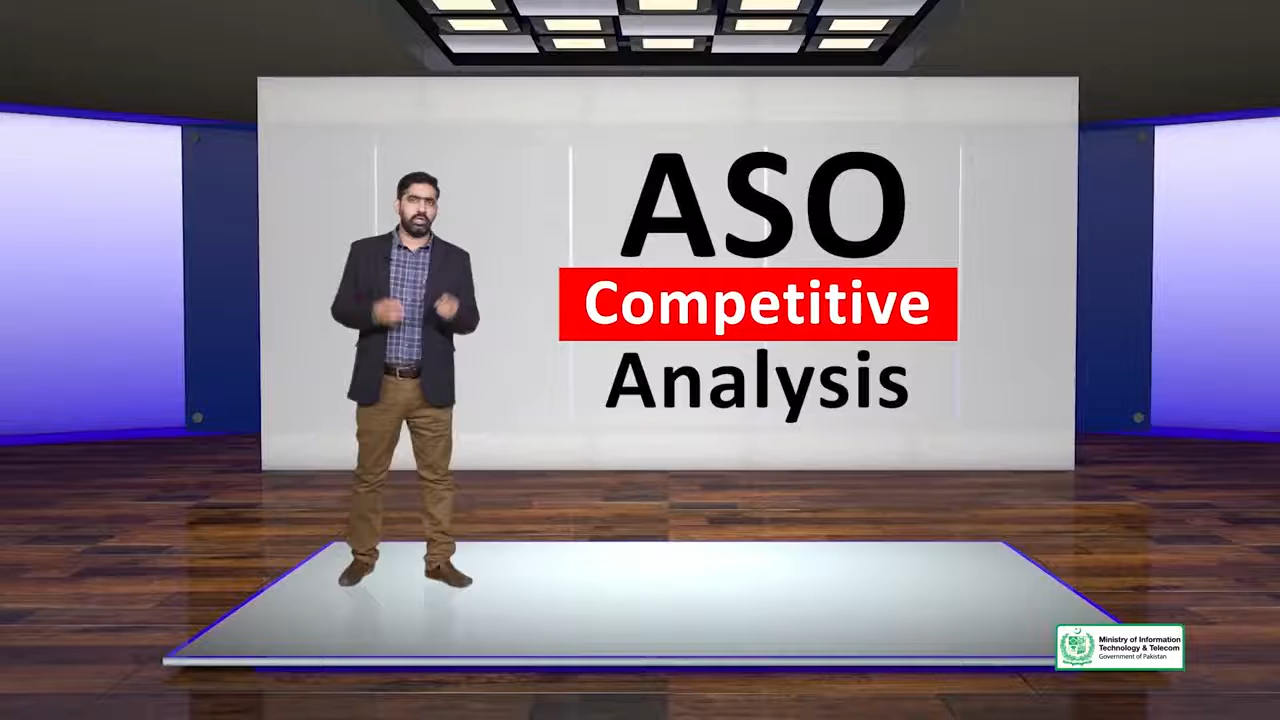 ASO
Competitive
Analysis
Ministry of Information
Technology & Telecom
Government of Pakistan